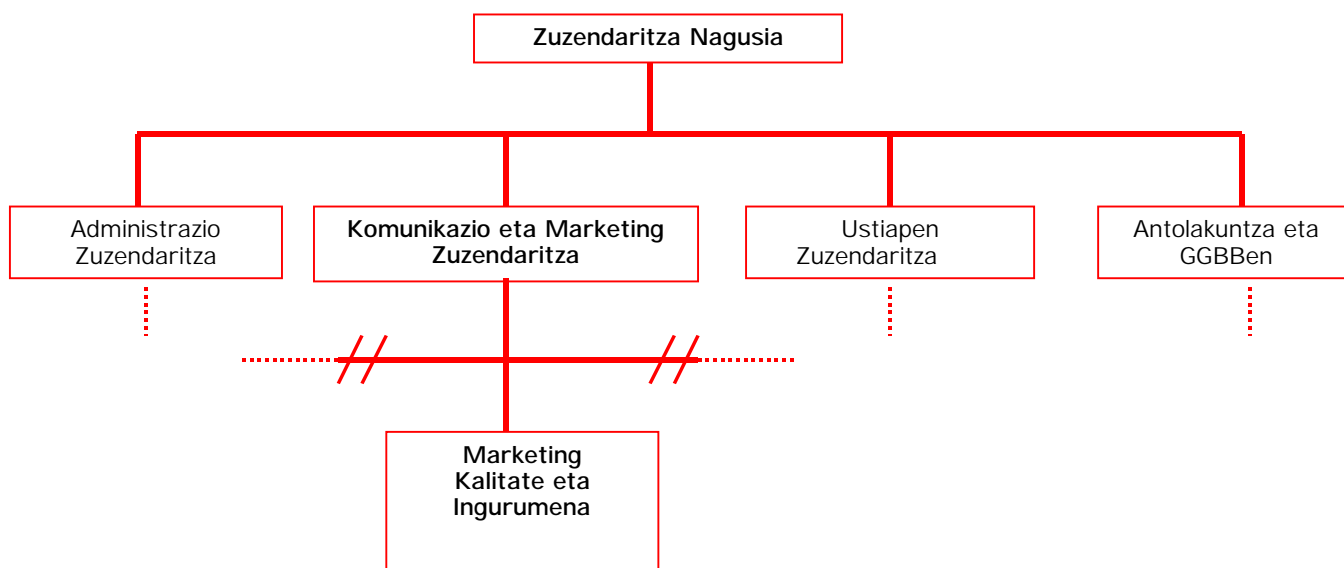 Zuzendaritza Nagusia
Administrazio
Zuzendaritza
Komunikazio eta Marketing
Zuzendaritza
Ustiapen
Zuzendaritza
Antolakuntza eta
GGBBen
Marketing
Kalitate eta
Ingurumena